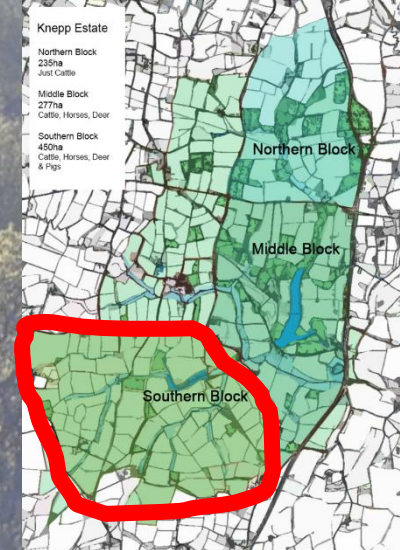 Knepp Estate
Northern Block
235ha
Just Cattle
Middle Block
277ha
Cattle, Horses, Deer
Southern Block
450ha
Cattle, Horses, Deer
& Pigs
Northern Block
Middle Block
Southern Block